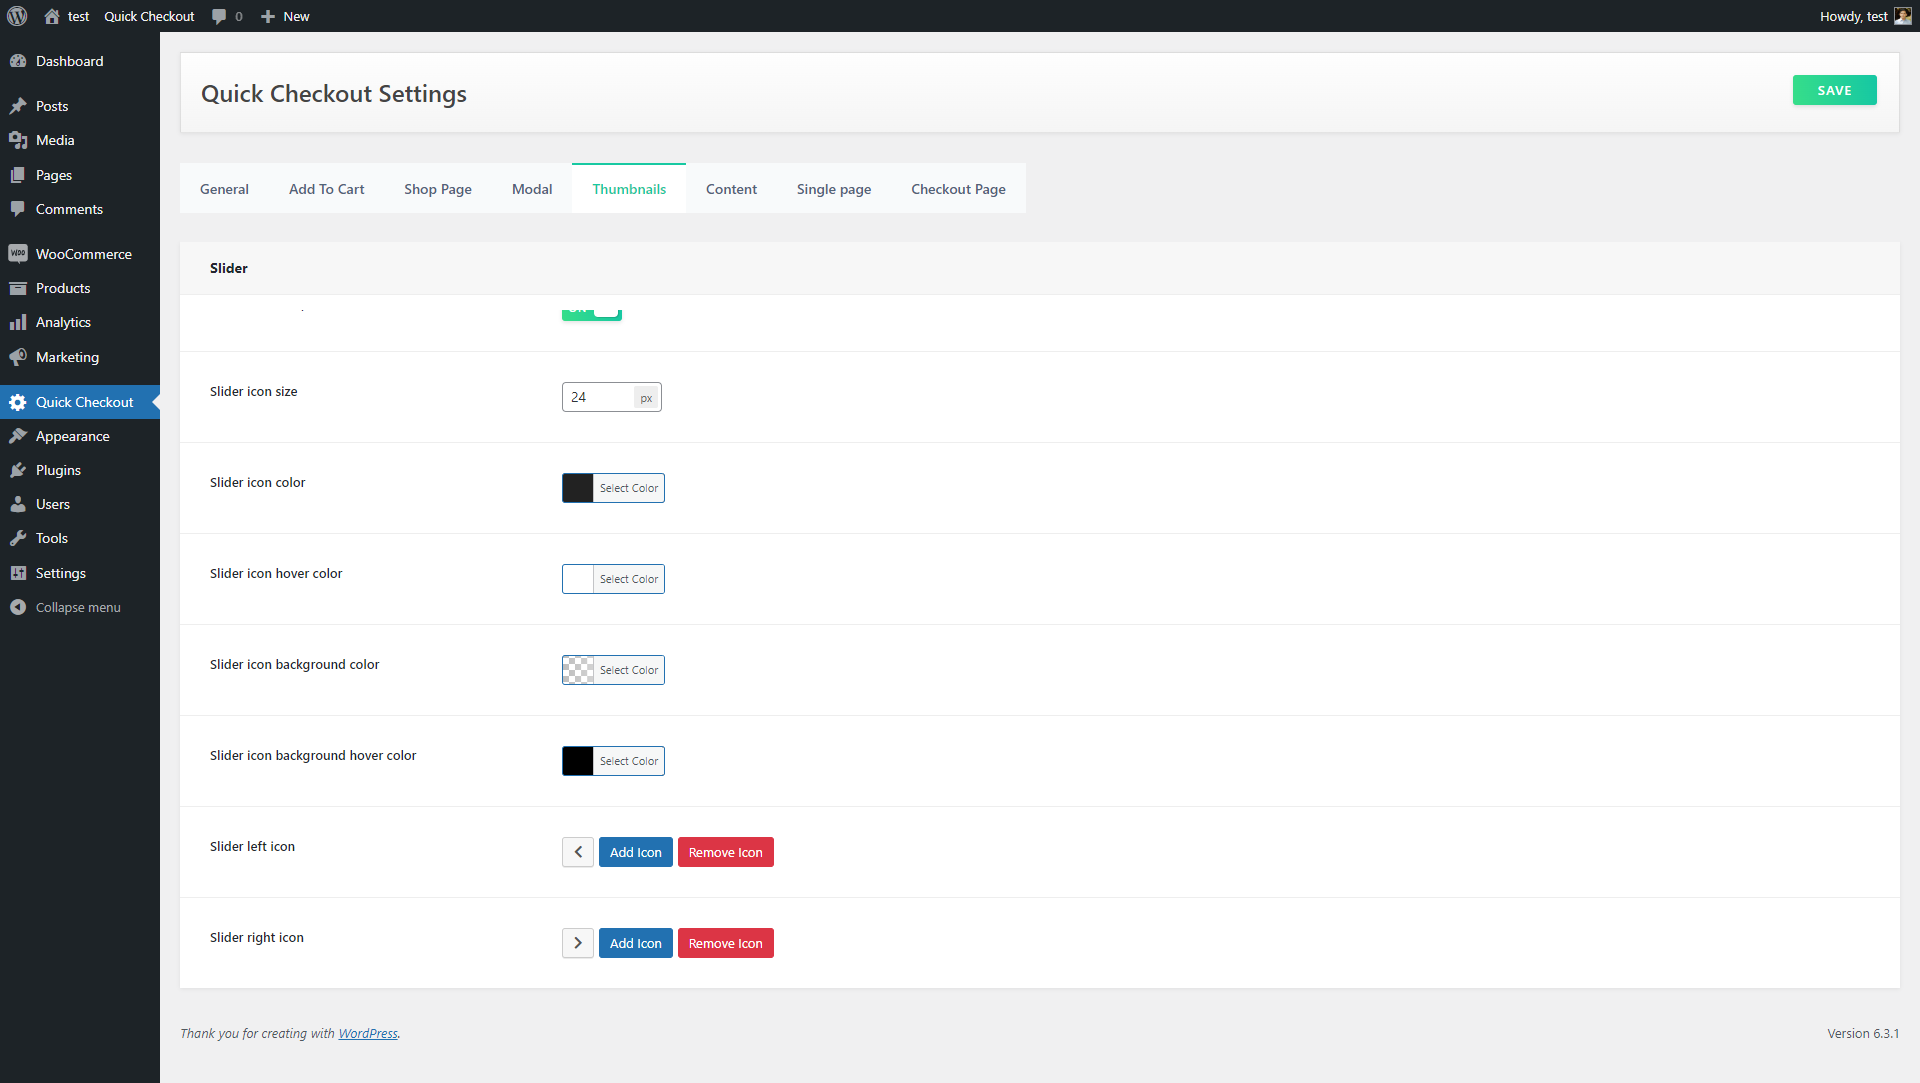 test Quick Checkout 0 New Howdy, test
Dashboard
Posts
Media
Pages
Comments
WooCommerce
Products
Analytics
Marketing
Quick Checkout
Appearance
Plugins
Users
Tools
Settings
Collapse menu
Quick Checkout Settings
SAVE
General Add To Cart Shop Page Modal Thumbnails Content Single page Checkout Page
Slider
Slider icon size
24 px
Slider icon color
Select Color
Slider icon hover color
Select Color
Slider icon background color
Select Color
Slider icon background hover color
Select Color
Slider left icon
Add Icon Remove Icon
Slider right icon
Add Icon Remove Icon
Thank you for creating with WordPress.
Version 6.3.1